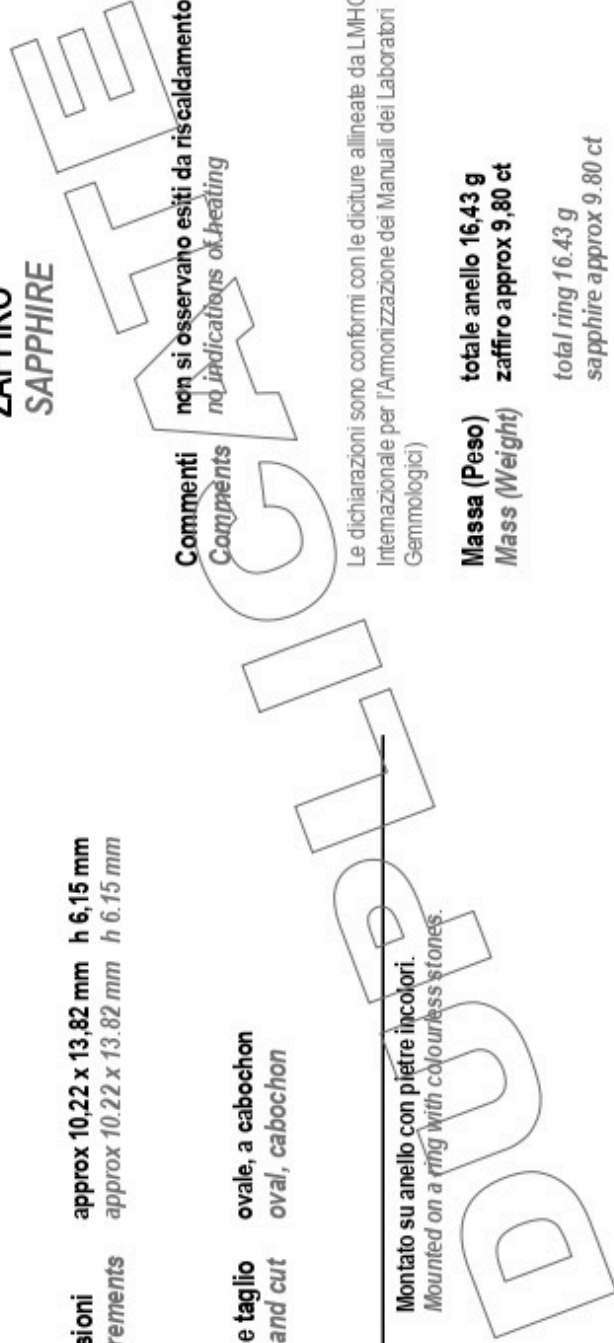 SAPPHIRE
approx 10,22 x 13,82 mm h 6,15 mm
approx 10.22 x 13.82 mm h 6.15 mm
e taglio ovale, a cabochon
and cut oval, cabochon
Montato su anello con pietre incolori.
Mounted on a ring with colourless stones.
Commenti non si osservano esiti da riscaldamento
Comments no indications of heating
Le dichiarazioni sono conformi con le diciture allineate da LMHC
Internazionale per l'Armonizzazione dei Manuali dei Laboratori
Gemmologici)
Massa (Peso) totale anello 16,43 g
Mass (Weight) zaffiro approx 9,80 ct
total ring 16.43 g
sapphire approx 9.80 ct
DUPLICATE